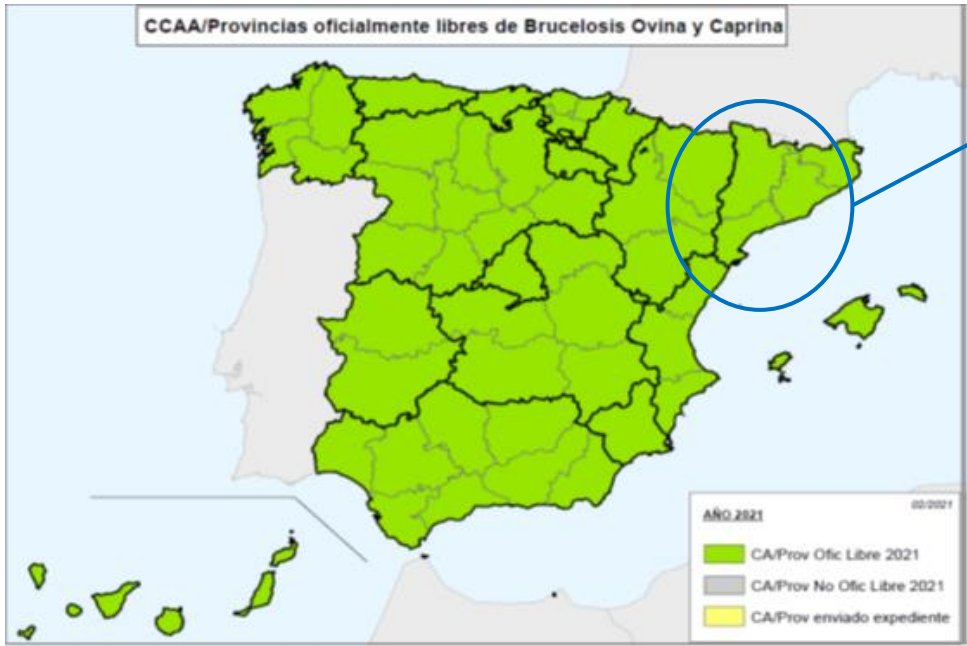 CCAA/Provincias oficialmente libres de Brucelosis Ovina y Caprina
02/2021
AÑO 2021
CA/Prov Ofic Libre 2021
CA/Prov No Ofic Libre 2021
CA/Prov enviado expediente